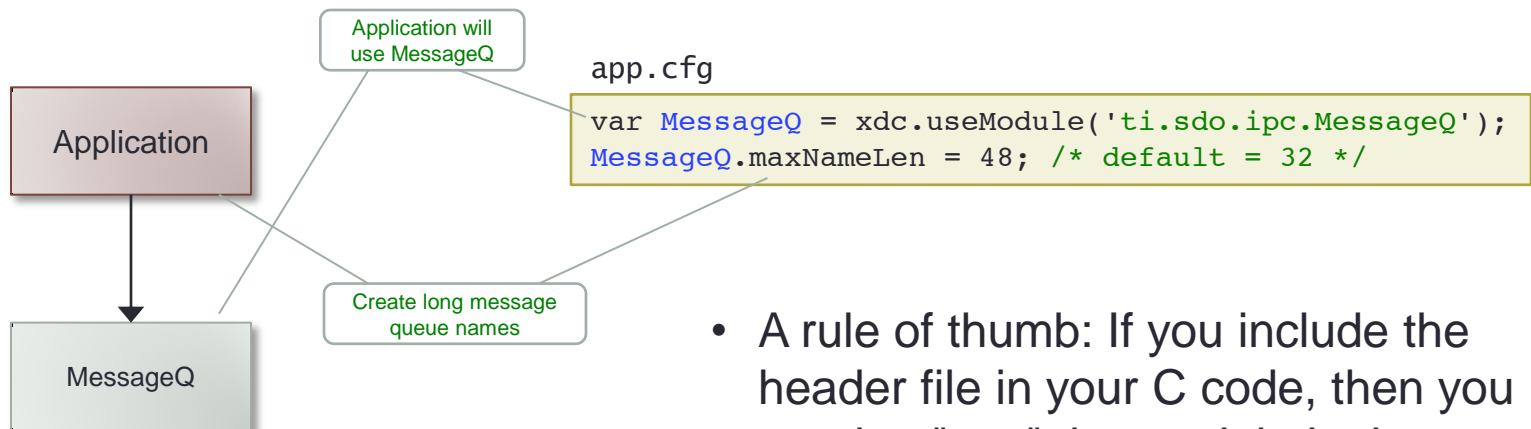 Application will
use MessageQ
app.cfg
var MessageQ = xdc.useModule('ti.sdo.ipc.MessageQ');
MessageQ.maxNameLen = 48; /* default = 32 */
Application
Create long message
queue names
MessageQ
• A rule of thumb: If you include the
header file in your C code, then you